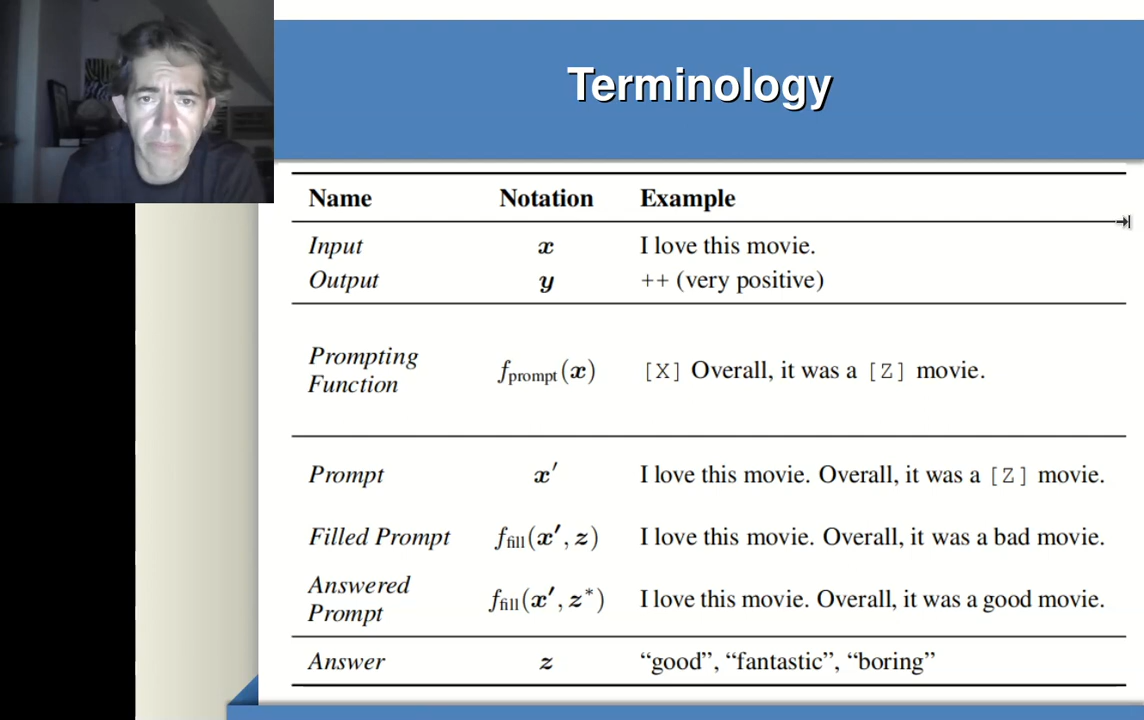 Terminology
Name Notation Example
Input x I love this movie.
Output y ++ (very positive)
Prompting
Function fprompt(x) [X] Overall, it was a [Z] movie.
Prompt x′ I love this movie. Overall, it was a [Z] movie.
Filled Prompt ffill(x′, z) I love this movie. Overall, it was a bad movie.
Answered
Prompt ffill(x′, z*) I love this movie. Overall, it was a good movie.
Answer z “good”, “fantastic”, “boring”